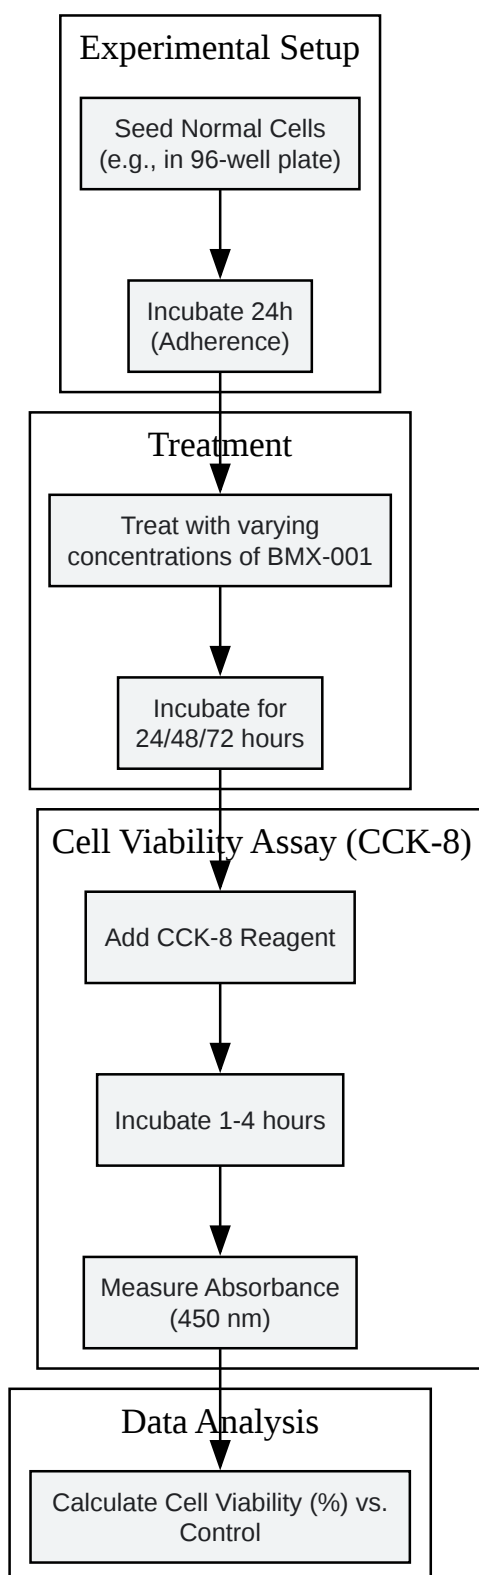 Experimental Setup
Seed Normal Cells
(e.g., in 96-well plate)
Incubate 24h
(Adherence)
Treatment
Treat with varying
concentrations of BMX-001
Incubate for
24/48/72 hours
Cell Viability Assay (CCK-8)
Add CCK-8 Reagent
Incubate 1-4 hours
Measure Absorbance
(450 nm)
Data Analysis
Calculate Cell Viability (%) vs.
Control